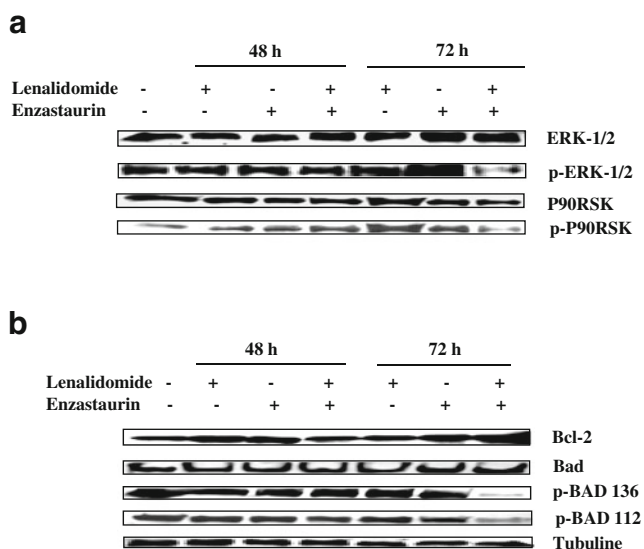 a
48 h 72 h
Lenalidomide - + - + + - +
Enzastaurin - - + + - + +
ERK-1/2
p-ERK-1/2
P90RSK
p-P90RSK
b
48 h 72 h
Lenalidomide - + - + + - +
Enzastaurin - - + + - + +
Bcl-2
Bad
p-BAD 136
p-BAD 112
Tubuline